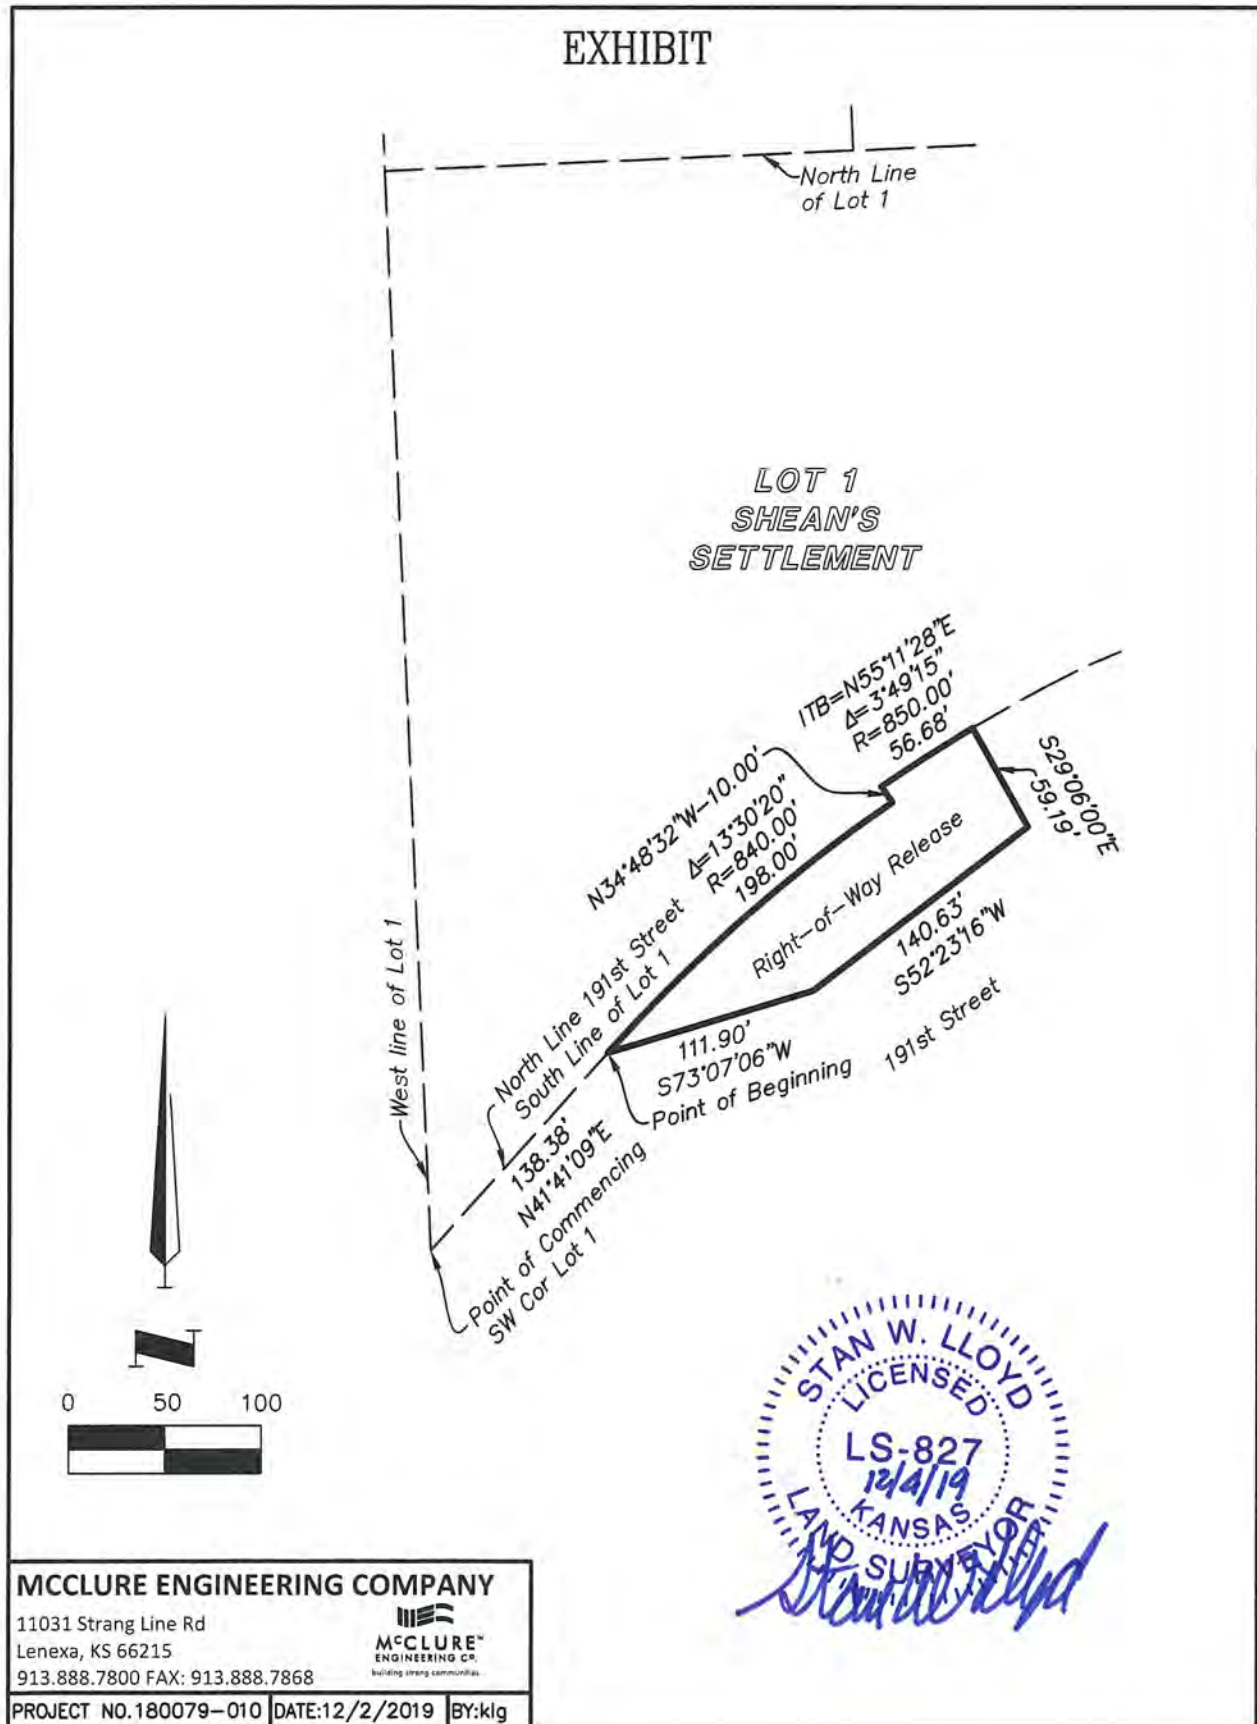 EXHIBIT
North Line
of Lot 1
LOT 1
SHEAN'S
SETTLEMENT
ITB=N55°11'28"E
Δ=3°49'15"
R=850.00'
56.68'
N34°48'32"W-10.00'
Δ=13°30'20"
R=840.00'
198.00'
S29°06'00"E
59.19'
Right-of-Way Release
140.63'
S52°23'16"W
North Line 191st Street
South Line of Lot 1
West line of Lot 1
111.90'
S73°07'06"W
Point of Beginning
191st Street
138.38'
N41°41'09"E
Point of Commencing
SW Cor Lot 1
N
0 50 100
STAN W. LLOYD
LICENSED
LS-827
12/4/19
KANSAS
LAND SURVEYOR
MCCLURE ENGINEERING COMPANY
11031 Strang Line Rd
Lenexa, KS 66215
913.888.7800 FAX: 913.888.7868
MCCLURE™
ENGINEERING CO.
building strong communities.
PROJECT NO.180079-010 DATE:12/2/2019 BY:klg